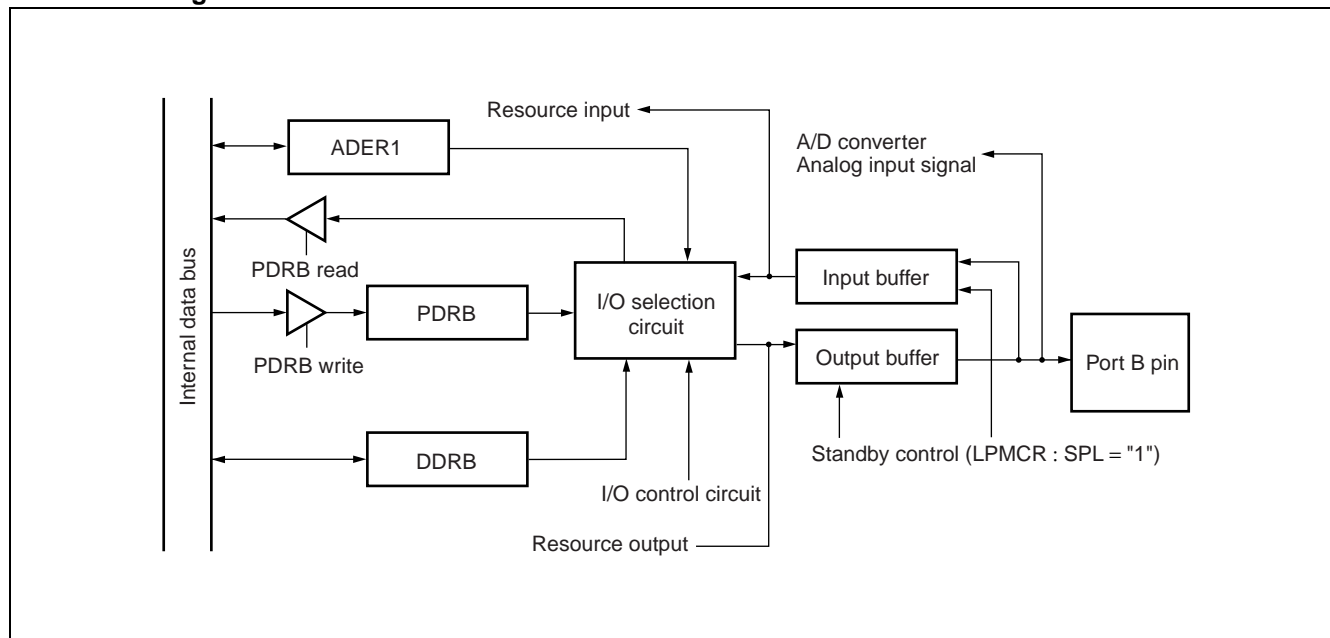 Resource input
A/D converter
Analog input signal
ADER1
PDRB read
Internal data bus
I/O selection
circuit
Input buffer
PDRB
PDRB write
Output buffer
Port B pin
DDRB
Standby control (LPMCR : SPL = "1")
I/O control circuit
Resource output